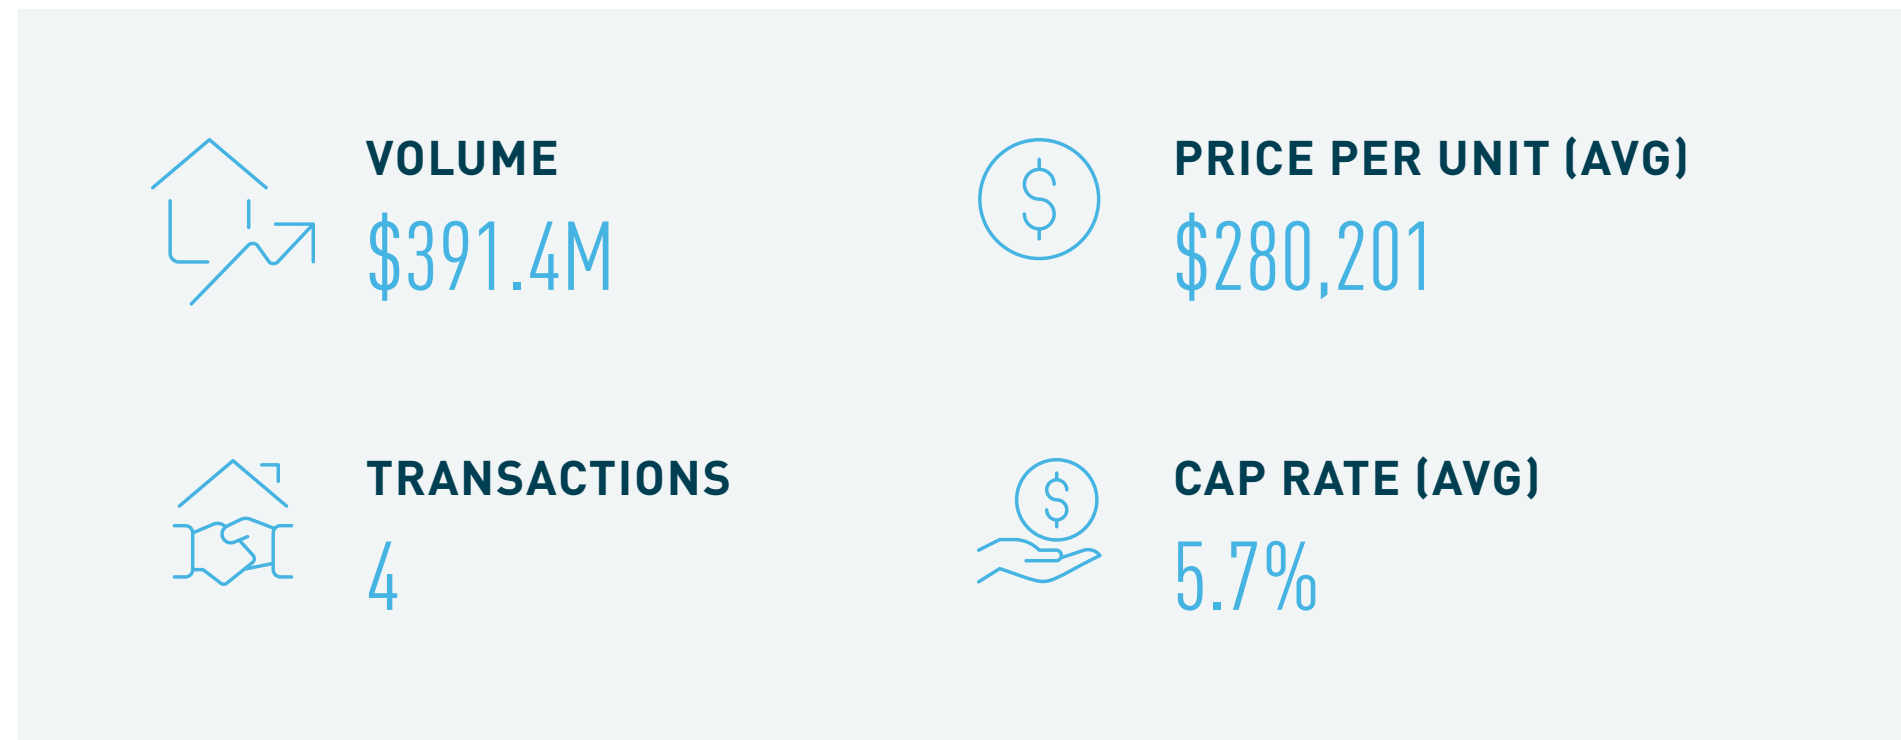 VOLUME
$391.4M
PRICE PER UNIT (AVG)
$280,201
TRANSACTIONS
4
CAP RATE (AVG)
5.7%